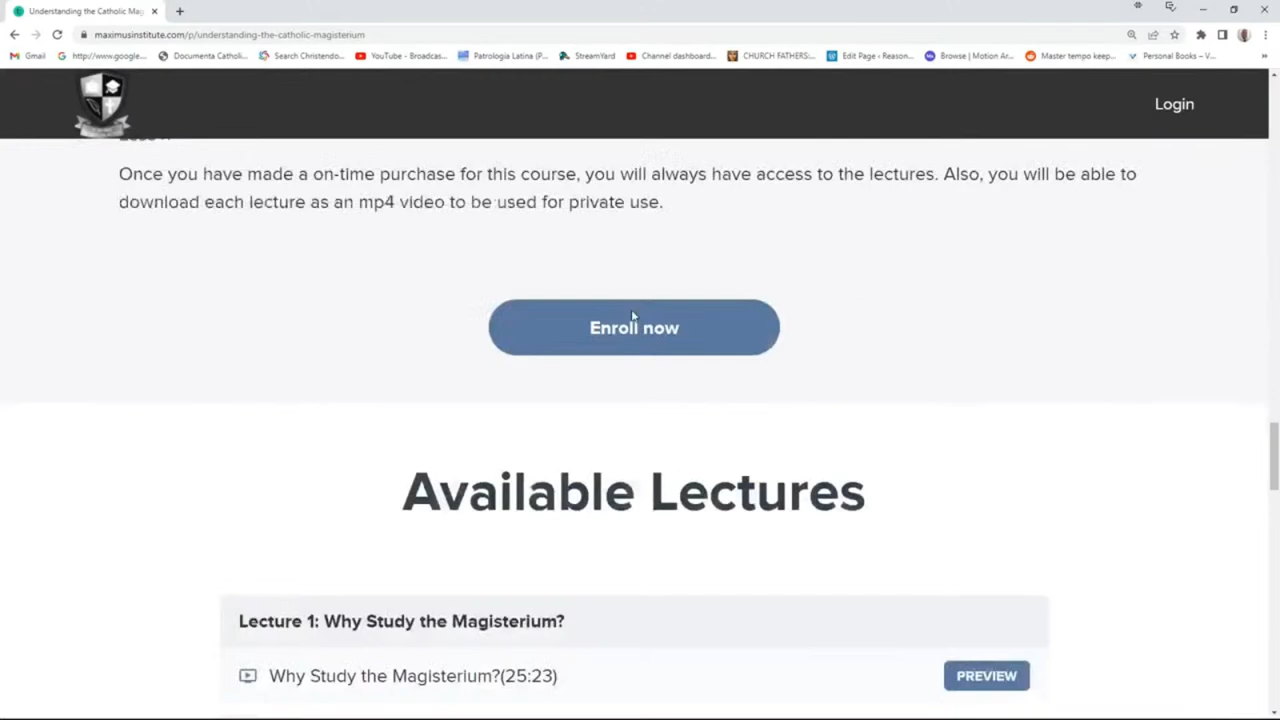 Understanding the Catholic Mag
maximusinstitute.com/p/understanding-the-catholic-magisterium
Gmail http://www.google... Documenta Catholi... Search Christendo... YouTube - Broadcas... Patrologia Latina (P... StreamYard Channel dashboard... CHURCH FATHERS:... Edit Page ‹ Reason... Browse | Motion Ar... Master tempo keep... Personal Books – V... »
Login
Once you have made a on-time purchase for this course, you will always have access to the lectures. Also, you will be able to
download each lecture as an mp4 video to be used for private use.
Enroll now
Available Lectures
Lecture 1: Why Study the Magisterium?
Why Study the Magisterium?(25:23) PREVIEW